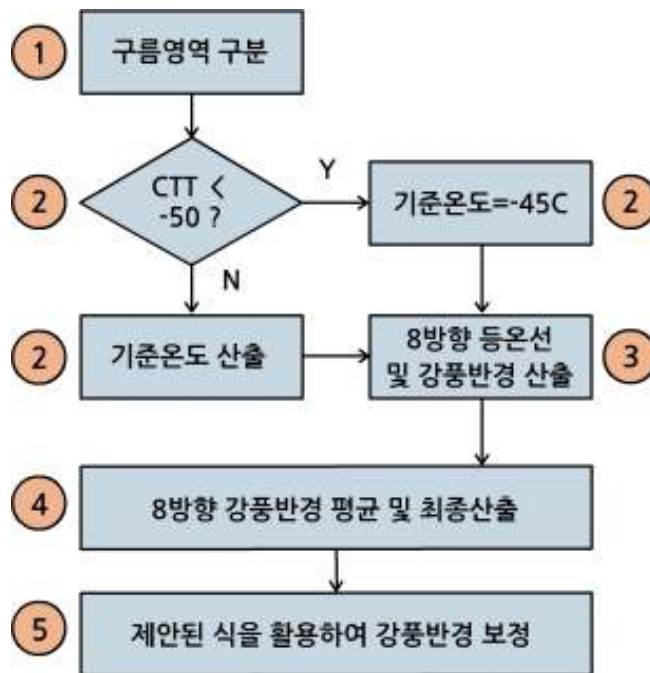 1
구름영역 구분
2
CTT <
-50 ?
Y
기준온도=-45C
2
N
2
기준온도 산출
8방향 등온선
및 강풍반경 산출
3
4
8방향 강풍반경 평균 및 최종산출
5
제안된 식을 활용하여 강풍반경 보정